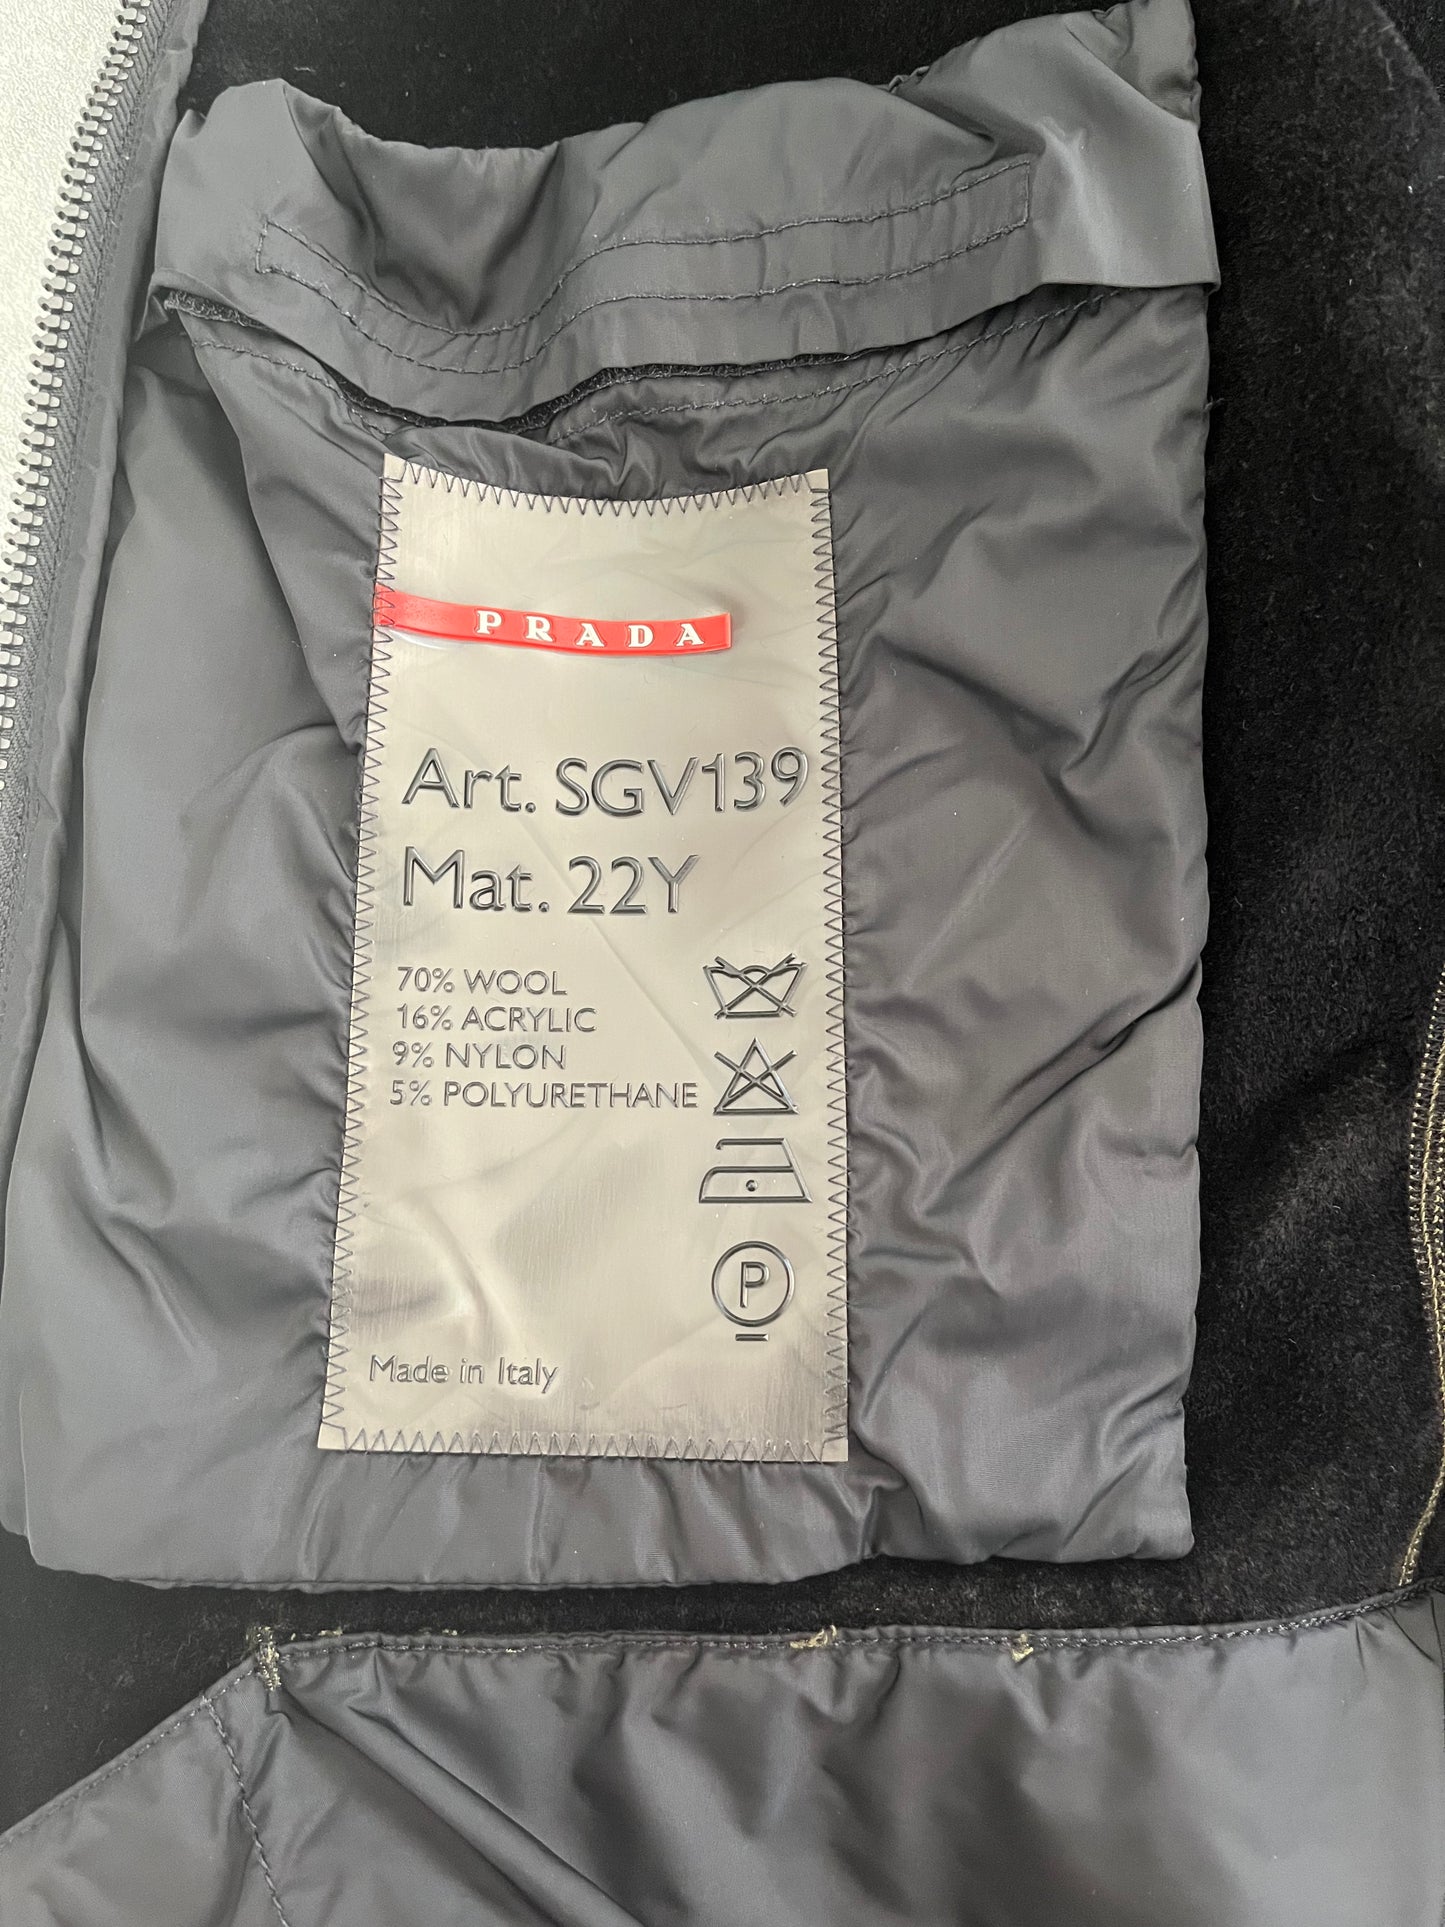 PRADA
Art. SGV139
Mat. 22Y
70% WOOL
16% ACRYLIC
9% NYLON
5% POLYURETHANE
P
Made in Italy